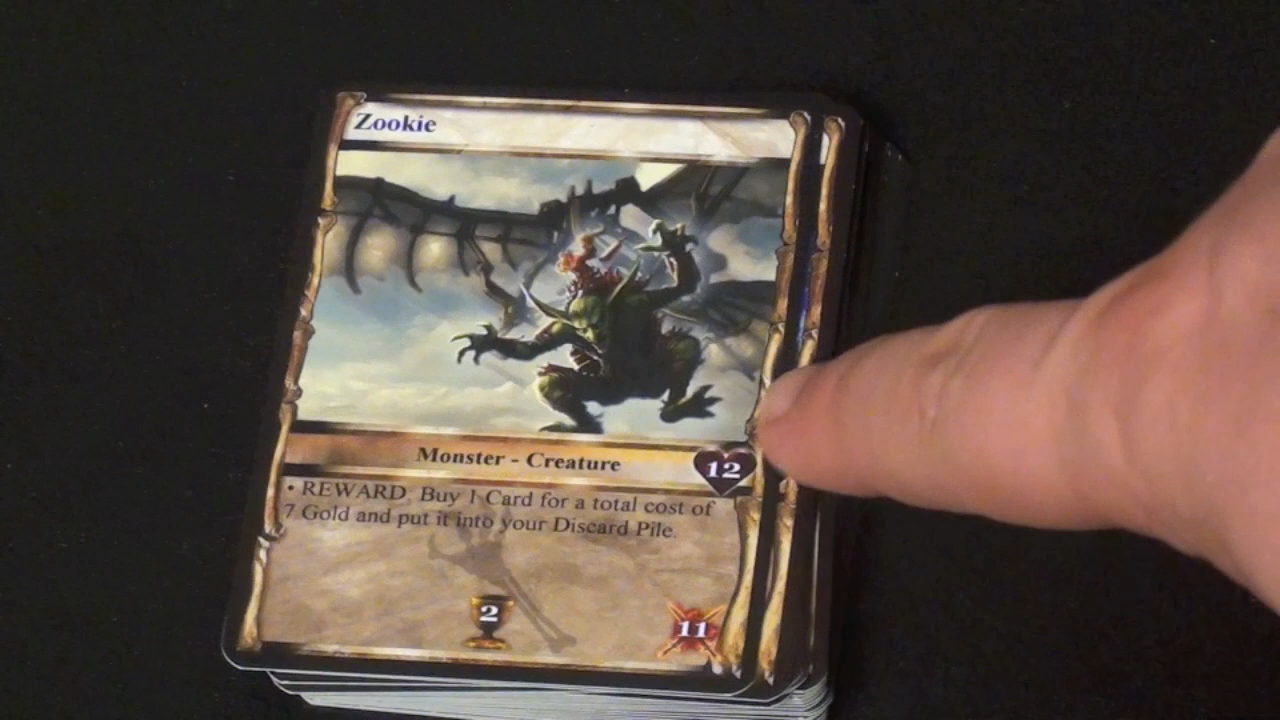 Zookie
Monster - Creature
12
• REWARD. Buy 1 Card for a total cost of
7 Gold and put it into your Discard Pile.
2
11